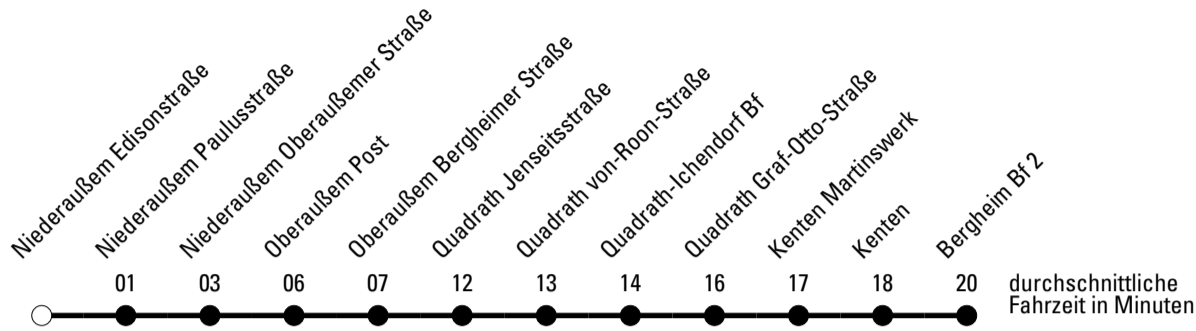 Niederaußem Edisonstraße
Niederaußem Paulusstraße
Niederaußem Oberaußemer Straße
Oberaußem Post
Oberaußem Bergheimer Straße
Quadrath Jenseitsstraße
Quadrath von-Roon-Straße
Quadrath-Ichendorf Bf
Quadrath Graf-Otto-Straße
Kenten Martinswerk
Kenten
Bergheim Bf 2
01 03 06 07 12 13 14 16 17 18 20
durchschnittliche
Fahrzeit in Minuten